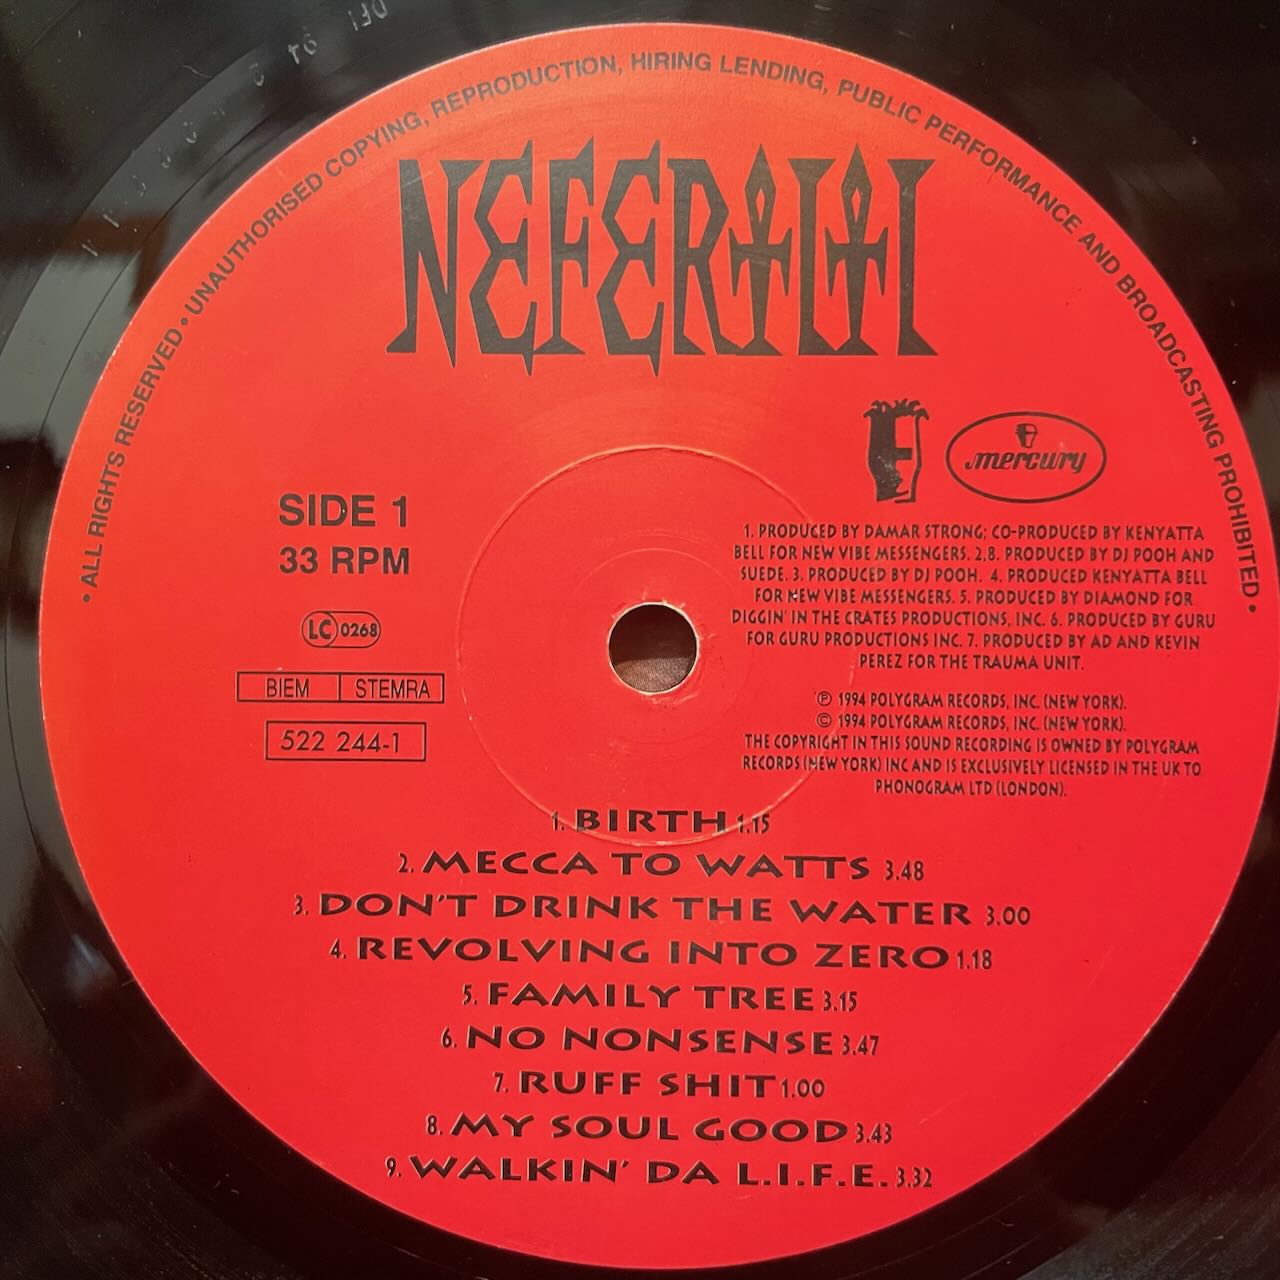 • ALL RIGHTS RESERVED • UNAUTHORISED COPYING, REPRODUCTION, HIRING LENDING, PUBLIC PERFORMANCE AND BROADCASTING PROHIBITED •
NEFERTITI
mercury
SIDE 1
33 RPM
LC 0268
BIEM STEMRA
522 244-1
1. PRODUCED BY DAMAR STRONG; CO-PRODUCED BY KENYATTA
BELL FOR NEW VIBE MESSENGERS. 2,8. PRODUCED BY DJ POOH AND
SUEDE. 3. PRODUCED BY DJ POOH. 4. PRODUCED KENYATTA BELL
FOR NEW VIBE MESSENGERS. 5. PRODUCED BY DIAMOND FOR
DIGGIN' IN THE CRATES PRODUCTIONS, INC. 6. PRODUCED BY GURU
FOR GURU PRODUCTIONS INC. 7. PRODUCED BY AD AND KEVIN
PEREZ FOR THE TRAUMA UNIT.
℗ 1994 POLYGRAM RECORDS, INC. (NEW YORK).
© 1994 POLYGRAM RECORDS, INC. (NEW YORK).
THE COPYRIGHT IN THIS SOUND RECORDING IS OWNED BY POLYGRAM
RECORDS (NEW YORK) INC AND IS EXCLUSIVELY LICENSED IN THE UK TO
PHONOGRAM LTD (LONDON).
1. BIRTH 1.15
2. MECCA TO WATTS 3.48
3. DON'T DRINK THE WATER 3.00
4. REVOLVING INTO ZERO 1.18
5. FAMILY TREE 3.15
6. NO NONSENSE 3.47
7. RUFF SHIT 1.00
8. MY SOUL GOOD 3.43
9. WALKIN' DA L.I.F.E. 3.32